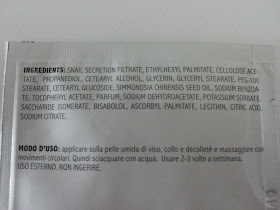 INGREDIENTS: SNAIL SECRETION FILTRATE, ETHYLHEXYL PALMITATE, CELLULOSE ACE-
TATE, PROPANEDIOL, CETEARYL ALCOHOL, GLYCERIN, GLYCERYL STEARATE, PEG-100
STEARATE, CETEARYL GLUCOSIDE, SIMMONDSIA CHINENSIS SEED OIL, SODIUM BENZOA
TE, TOCOPHERYL ACETATE, PARFUM, SODIUM DEHYDROACETATE, POTASSIUM SORBATE,
SACCHARIDE ISOMERATE, BISABOLOL, ASCORBYL PALMITATE, LECITHIN, CITRIC ACID,
SODIUM CITRATE.
MODO D'USO: applicare sulla pelle umida di viso, collo e décolleté e massaggiam con
movimenti circolari. Quindi sciacquare con acqua. Usare 2-3 volte a settimana.
USO ESTERNO. NON INGERIRE.